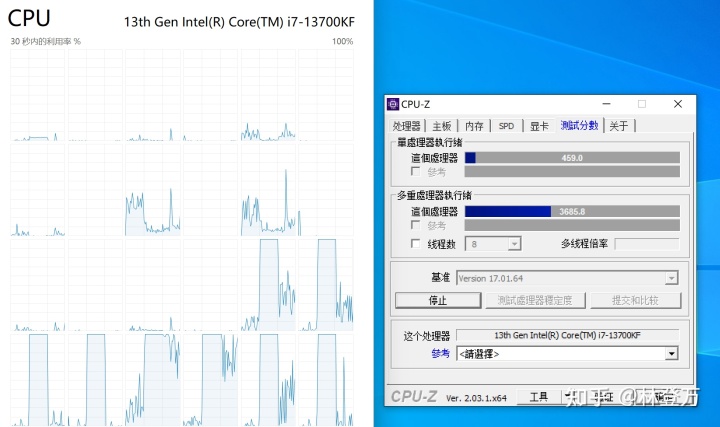 CPU
13th Gen Intel(R) Core(TM) i7-13700KF
30 秒内的利用率 %
100%
CPU-Z
处理器 主板 内存 SPD 显卡 測試分數 关于
單處理器執行緒
這個處理器
459.0
參考
多重處理器執行緒
這個處理器
3685.8
參考
线程数
8
多线程倍率
基准
Version 17.01.64
停止
測試處理器穩定度
提交和比较
这个处理器
13th Gen Intel(R) Core(TM) i7-13700KF
參考
<請選擇>
CPU-Z
Ver. 2.03.1.x64
工具
知乎